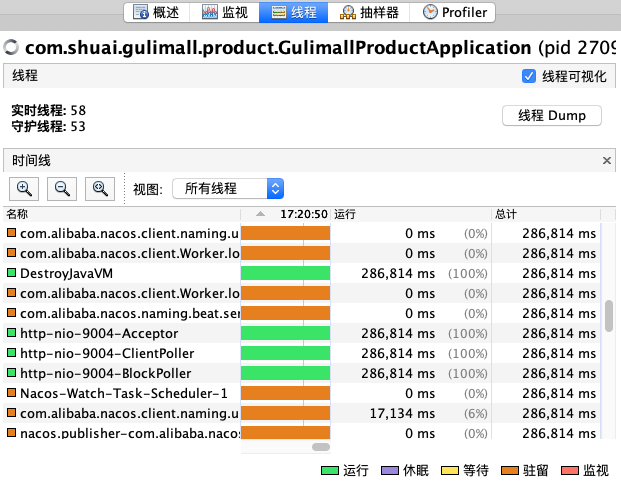 概述 监视 线程 抽样器 Profiler
com.shuai.gulimall.product.GulimallProductApplication (pid 2709
线程 线程可视化
实时线程: 58
守护线程: 53
线程 Dump
时间线
视图: 所有线程
名称 17:20:50 运行 总计
com.alibaba.nacos.client.naming.u 0 ms (0%) 286,814 ms
com.alibaba.nacos.client.Worker.lo 0 ms (0%) 286,814 ms
DestroyJavaVM 286,814 ms (100%) 286,814 ms
com.alibaba.nacos.client.Worker.lo 0 ms (0%) 286,814 ms
com.alibaba.nacos.naming.beat.ser 0 ms (0%) 286,814 ms
http-nio-9004-Acceptor 286,814 ms (100%) 286,814 ms
http-nio-9004-ClientPoller 286,814 ms (100%) 286,814 ms
http-nio-9004-BlockPoller 286,814 ms (100%) 286,814 ms
Nacos-Watch-Task-Scheduler-1 0 ms (0%) 286,814 ms
com.alibaba.nacos.client.naming.u 17,134 ms (6%) 286,814 ms
nacos.publisher-com.alibaba.nacos 0 ms (0%) 286,814 ms
运行 休眠 等待 驻留 监视